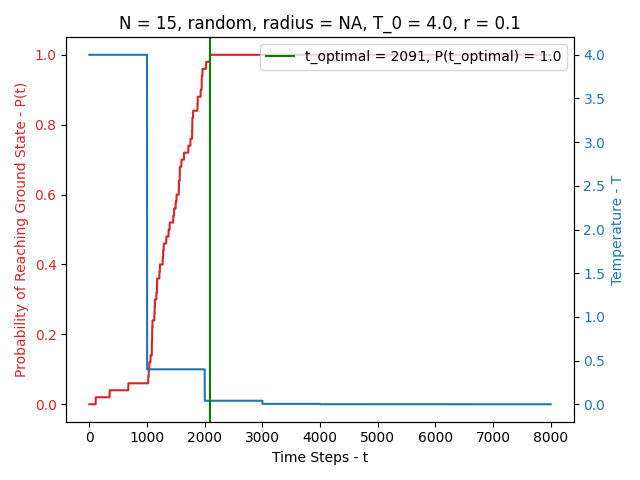 N = 15, random, radius = NA, T_0 = 4.0, r = 0.1
t_optimal = 2091, P(t_optimal) = 1.0
Probability of Reaching Ground State - P(t)
1.0
0.8
0.6
0.4
0.2
0.0
4.0
3.5
3.0
2.5
2.0
1.5
1.0
0.5
0.0
Temperature - T
0 1000 2000 3000 4000 5000 6000 7000 8000
Time Steps - t